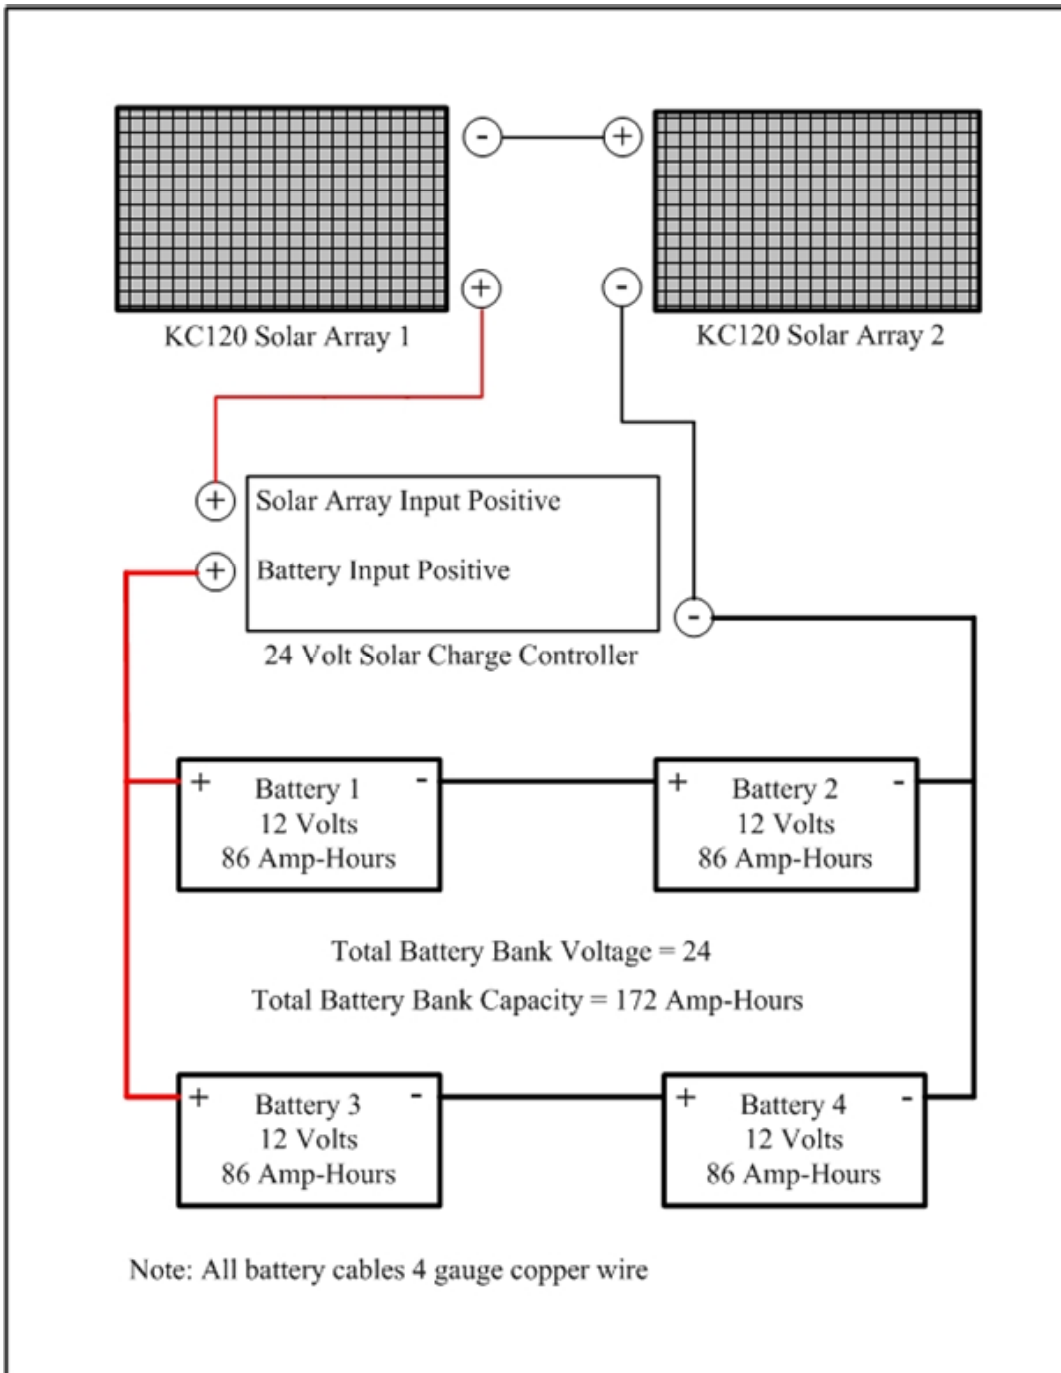 - +
+ -
KC120 Solar Array 1
KC120 Solar Array 2
+ Solar Array Input Positive
+ Battery Input Positive
-
24 Volt Solar Charge Controller
+ Battery 1 -
12 Volts
86 Amp-Hours
+ Battery 2 -
12 Volts
86 Amp-Hours
Total Battery Bank Voltage = 24
Total Battery Bank Capacity = 172 Amp-Hours
+ Battery 3 -
12 Volts
86 Amp-Hours
+ Battery 4 -
12 Volts
86 Amp-Hours
Note: All battery cables 4 gauge copper wire